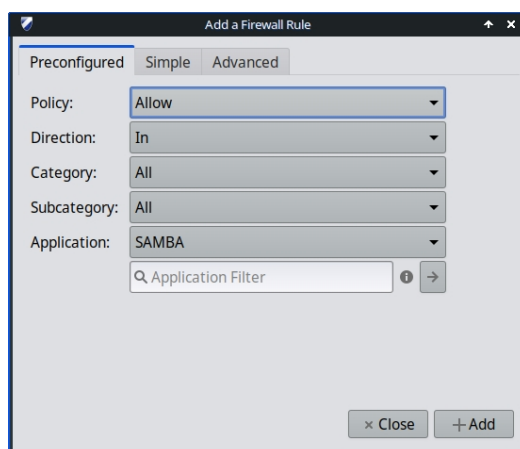 Add a Firewall Rule
Preconfigured Simple Advanced
Policy: Allow
Direction: In
Category: All
Subcategory: All
Application: SAMBA
Application Filter
Close Add